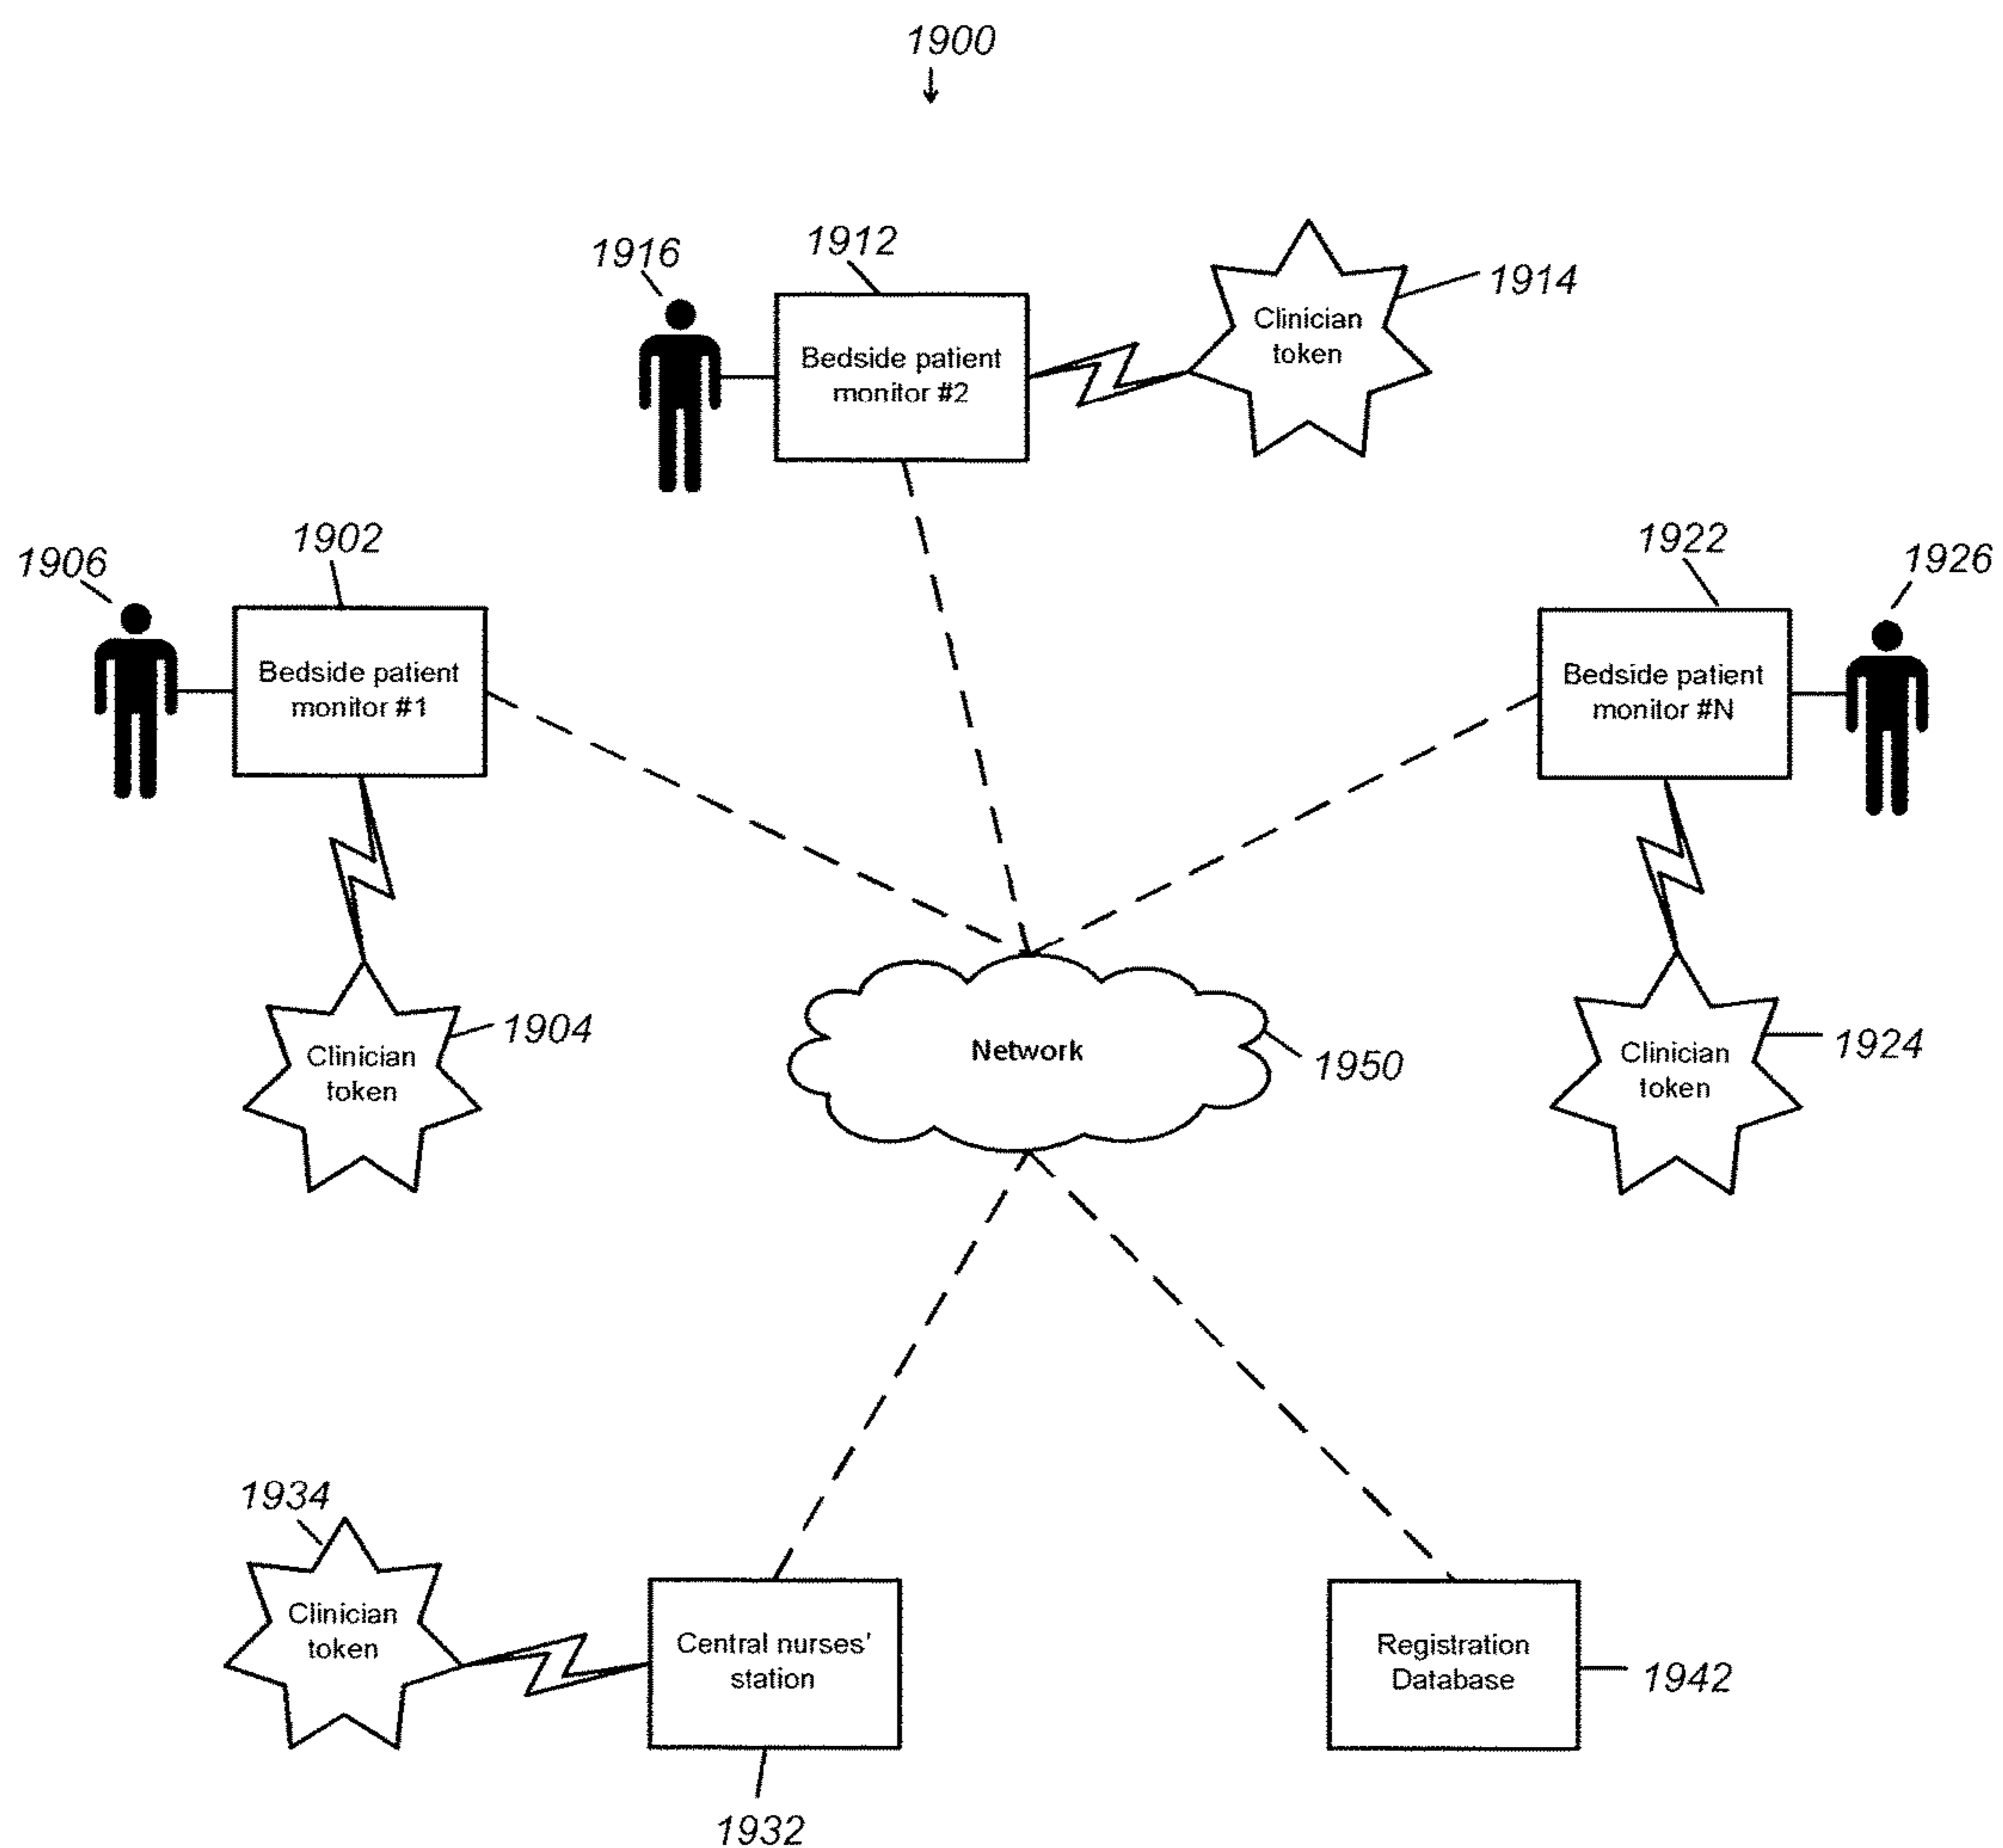 1900
1916
1912
1914
Clinician
token
Bedside patient
monitor #2
1906
1902
1922
1926
Bedside patient
monitor #1
Bedside patient
monitor #N
1904
Clinician
token
Network
1950
1924
Clinician
token
1934
Clinician
token
Central nurses'
station
1932
Registration
Database
1942